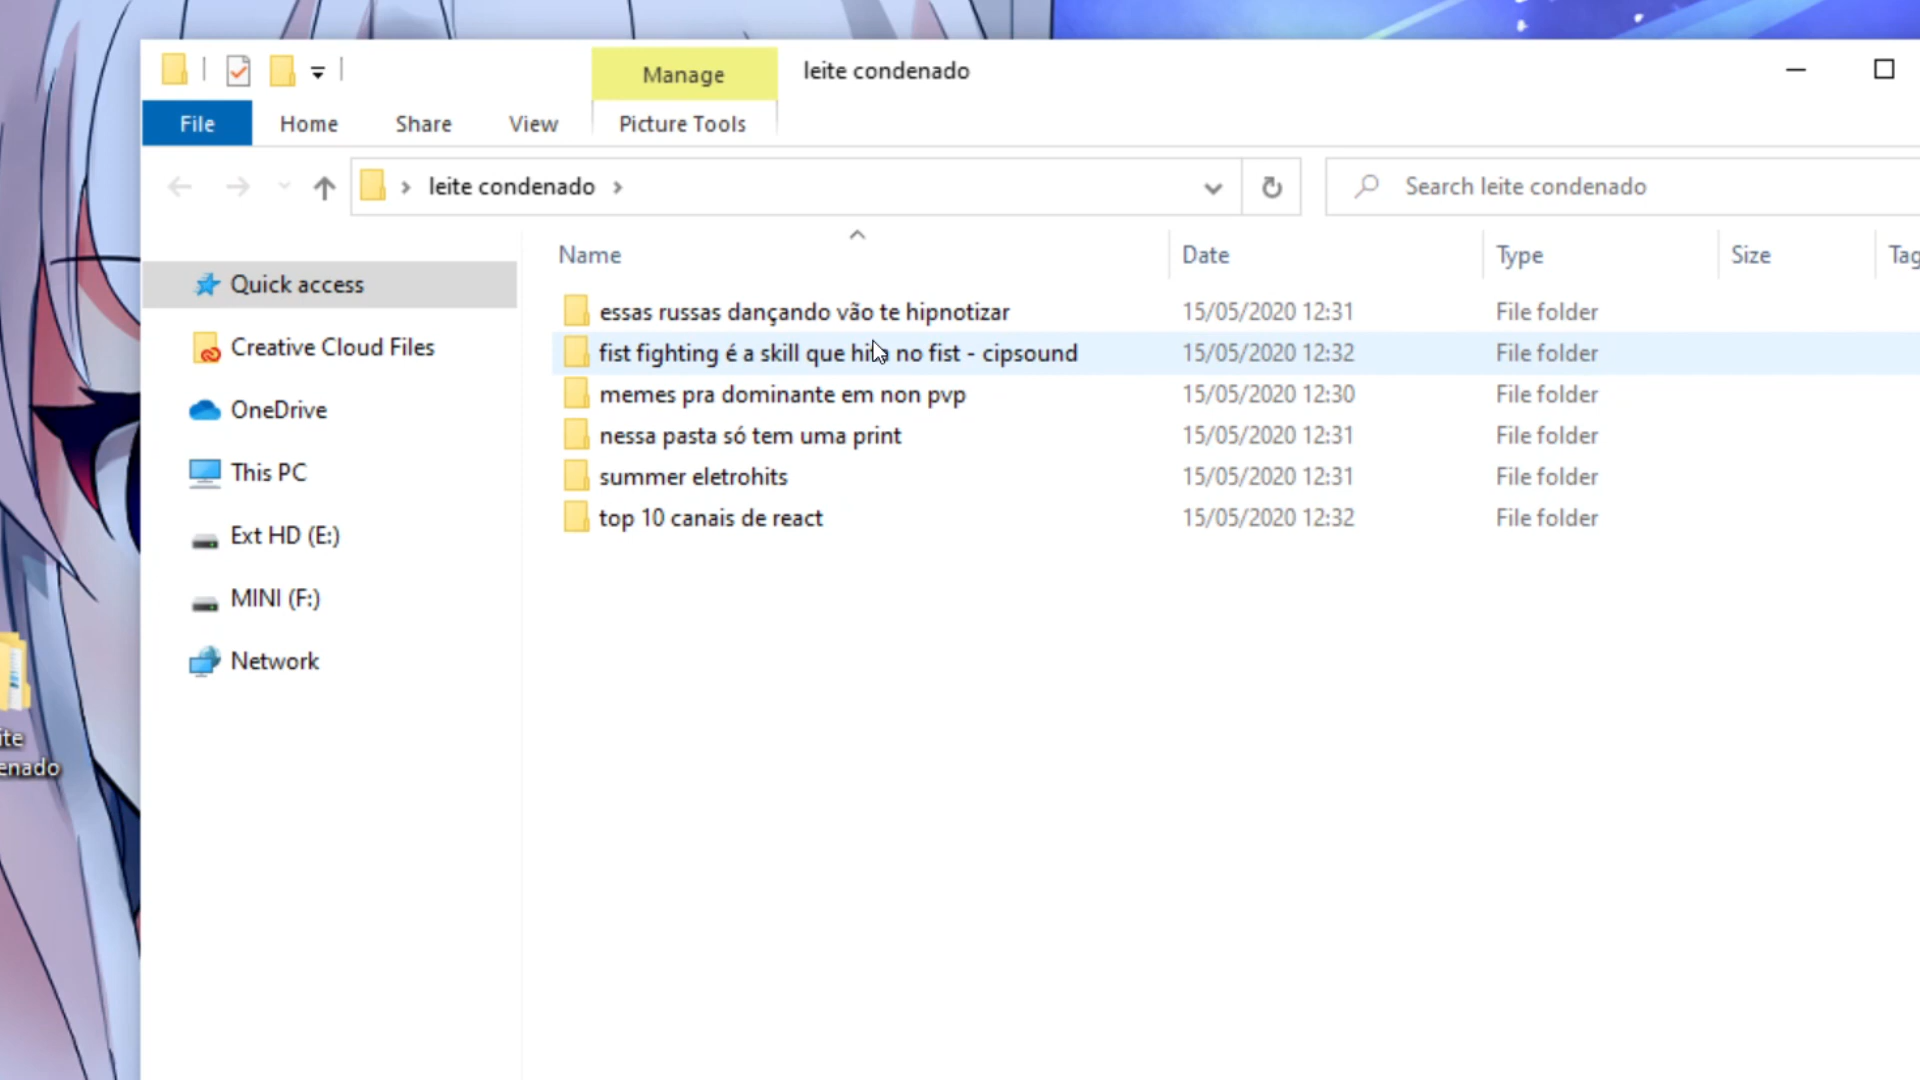 Manage
leite condenado
File
Home
Share
View
Picture Tools
leite condenado
Search leite condenado
Name
Date
Type
Size
Quick access
Creative Cloud Files
OneDrive
This PC
Ext HD (E:)
MINI (F:)
Network
essas russas dançando vão te hipnotizar 15/05/2020 12:31 File folder
fist fighting é a skill que hita no fist - cipsound 15/05/2020 12:32 File folder
memes pra dominante em non pvp 15/05/2020 12:30 File folder
nessa pasta só tem uma print 15/05/2020 12:31 File folder
summer eletrohits 15/05/2020 12:31 File folder
top 10 canais de react 15/05/2020 12:32 File folder